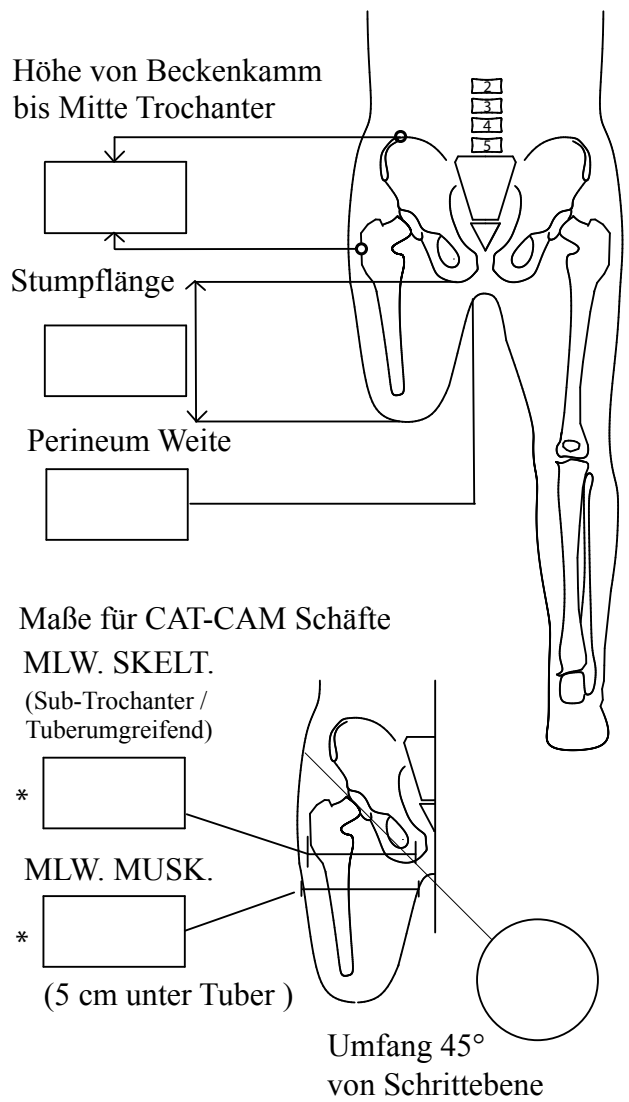 Höhe von Beckenkamm
bis Mitte Trochanter
2
3
4
5
Stumpflänge
Perineum Weite
Maße für CAT-CAM Schäfte
MLW. SKELT.
(Sub-Trochanter /
Tuberumgreifend)
*
MLW. MUSK.
*
(5 cm unter Tuber )
Umfang 45°
von Schrittebene